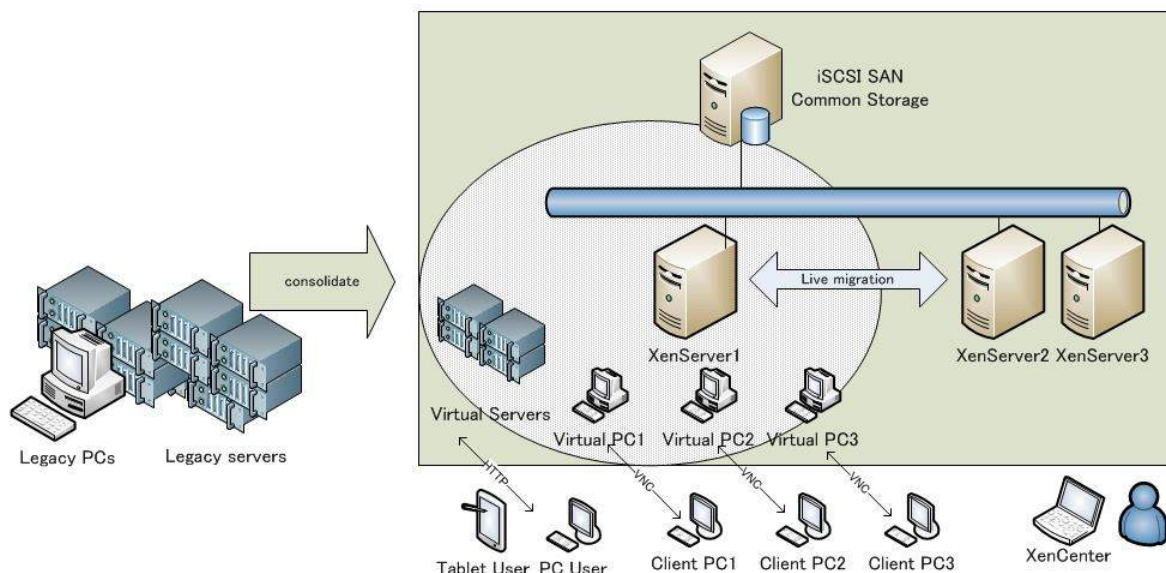 iSCSI SAN
Common Storage
consolidate
Live migration
XenServer1
XenServer2
XenServer3
Virtual Servers
Virtual PC1
Virtual PC2
Virtual PC3
Legacy PCs
Legacy servers
HTTP
VNC
VNC
VNC
Tablet User
PC User
Client PC1
Client PC2
Client PC3
XenCenter